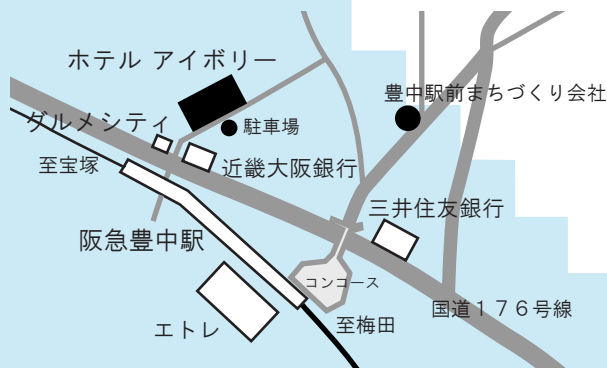 ホテル アイボリー
豊中駅前まちづくり会社
グルメシティ
駐車場
至宝塚
近畿大阪銀行
三井住友銀行
阪急豊中駅
コンコース
国道176号線
エトレ
至梅田